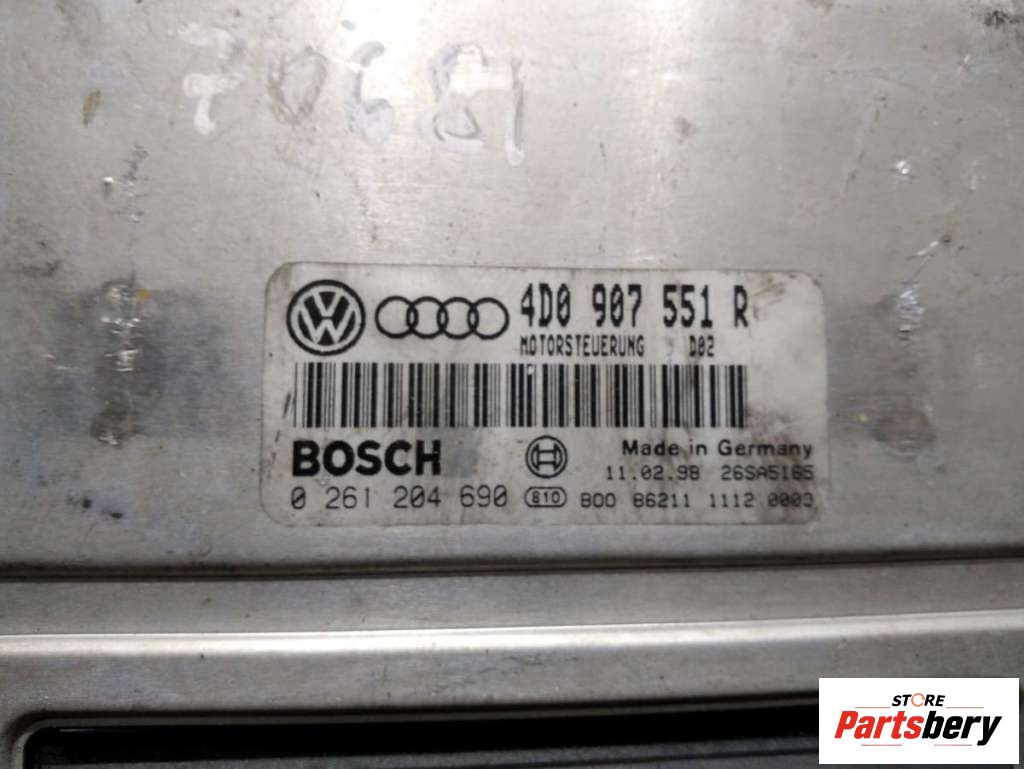 70681
4D0 907 551 R
MOTORSTEUERUNG D02
BOSCH
Made in Germany
11.02.98 26SA5165
0 261 204 690 810 800 86211 1112 0003
STORE
Partsbery